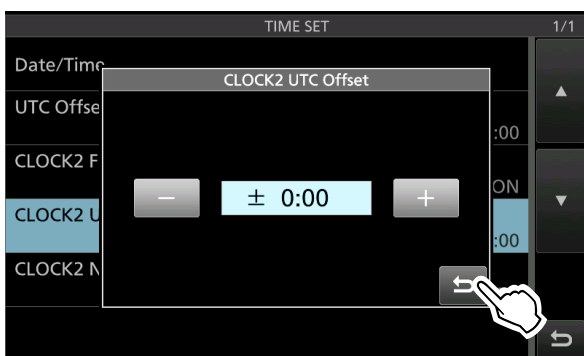 TIME SET 1/1
Date/Time
CLOCK2 UTC Offset
UTC Offse
:00
CLOCK2 F
ON
− ± 0:00 +
CLOCK2 U
:00
CLOCK2 N